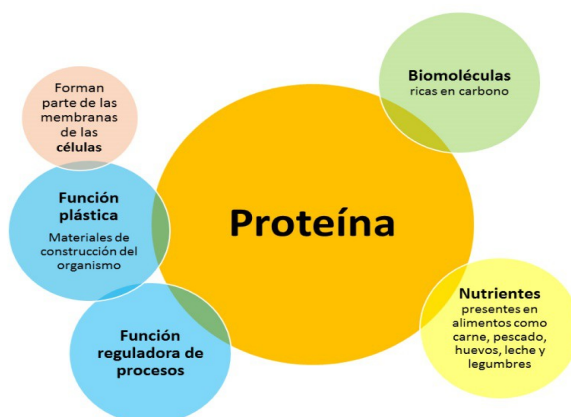 Biomoléculas
ricas en carbono
Forman
parte de las
membranas
de las
células
Función
plástica
Materiales de
construcción del
organismo
Proteína
Función
reguladora de
procesos
Nutrientes
presentes en
alimentos como
carne, pescado,
huevos, leche y
legumbres